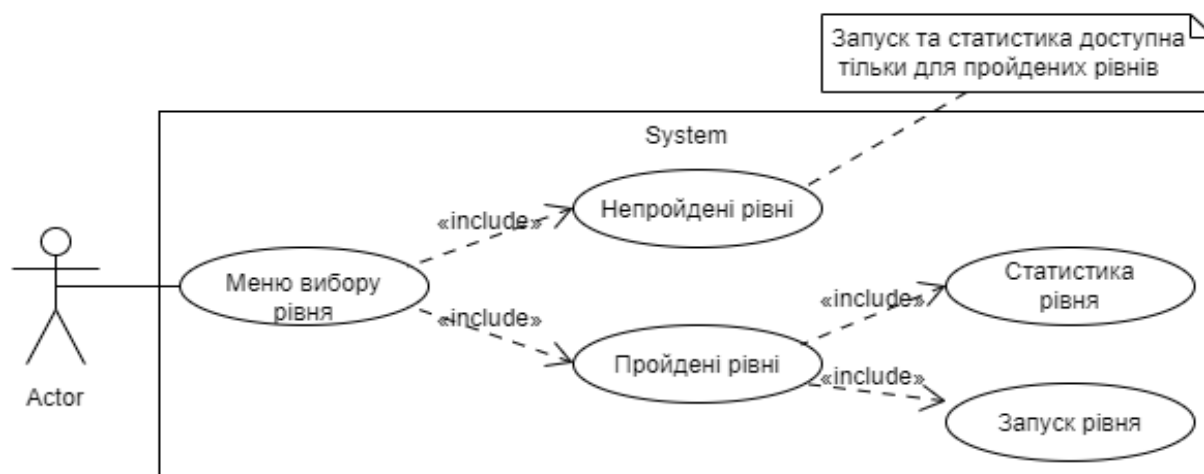 Запуск та статистика доступна
тільки для пройдених рівнів
System
«include»
Непройдені рівні
Меню вибору
рівня
«include»
Статистика
рівня
«include»
Пройдені рівні
«include»
Actor
Запуск рівня